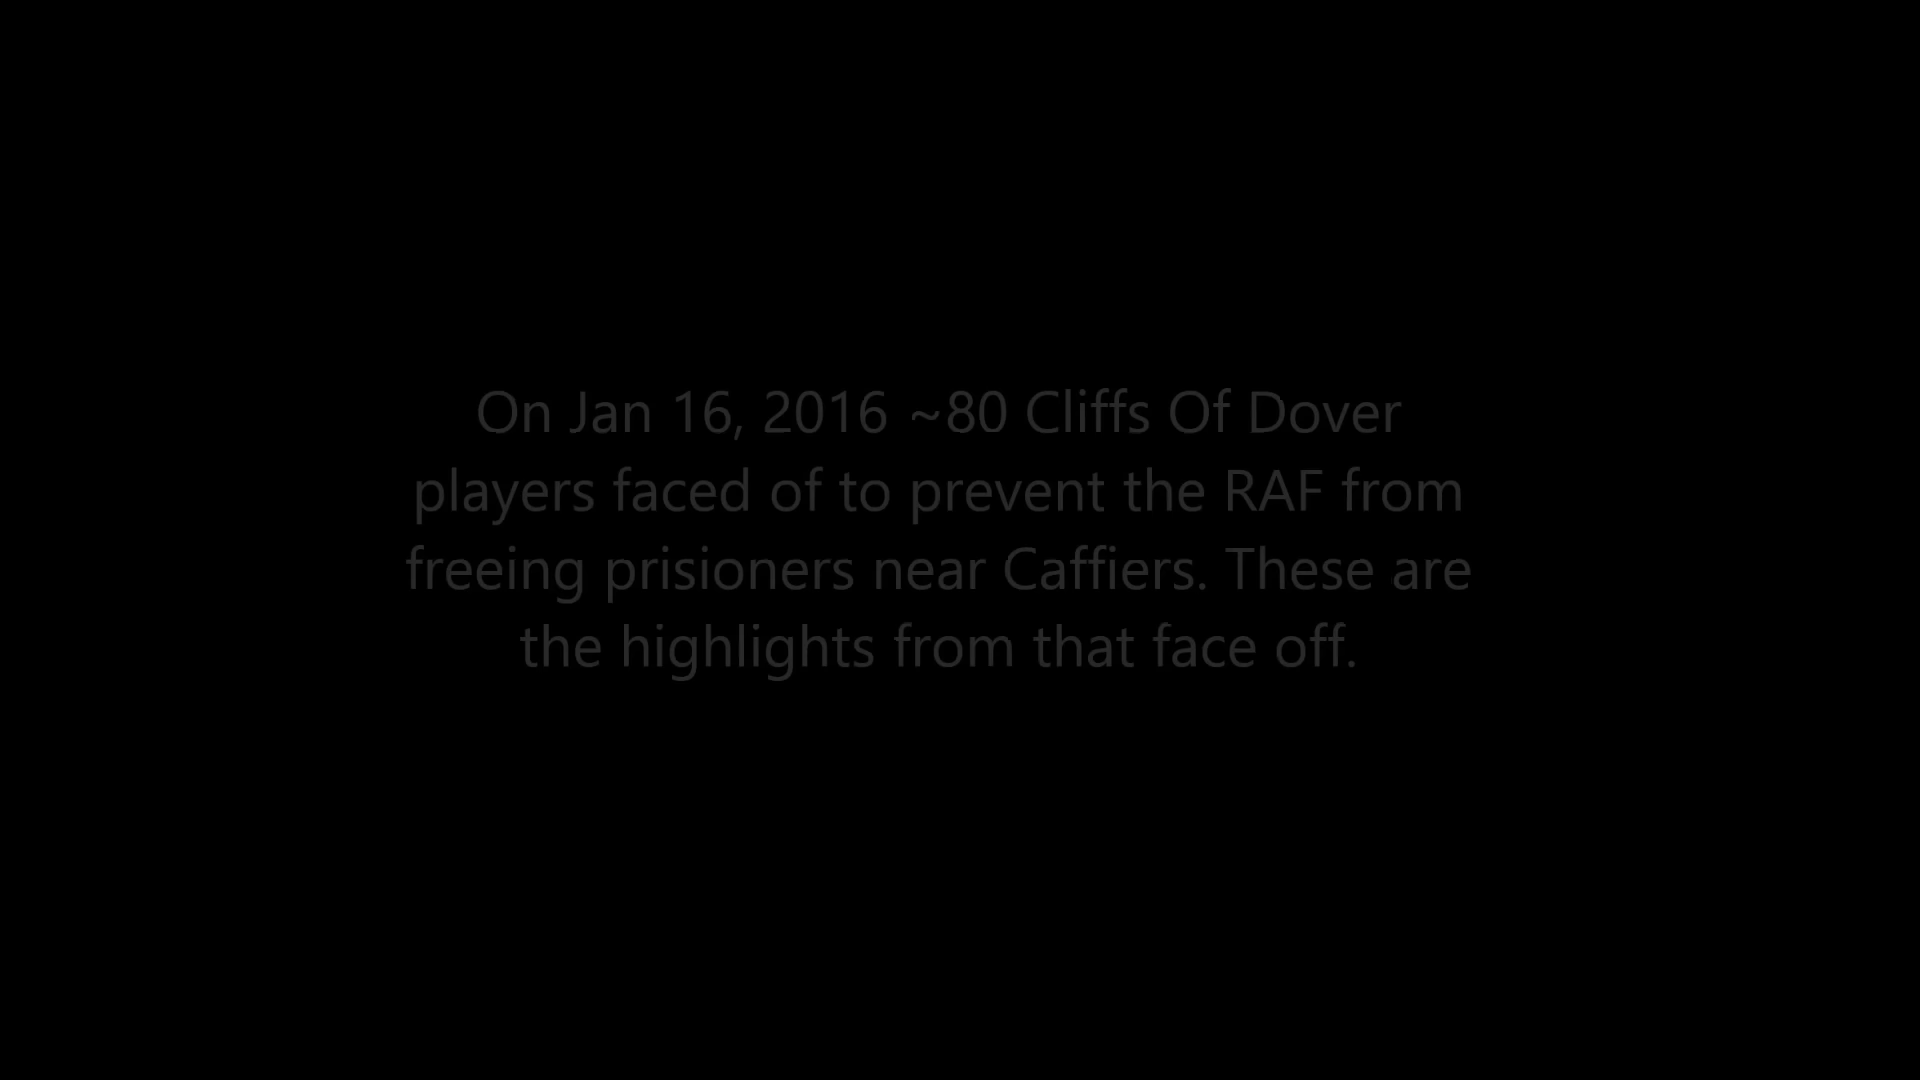 On Jan 16, 2016 ~80 Cliffs Of Dover
players faced of to prevent the RAF from
freeing prisioners near Caffiers. These are
the highlights from that face off.